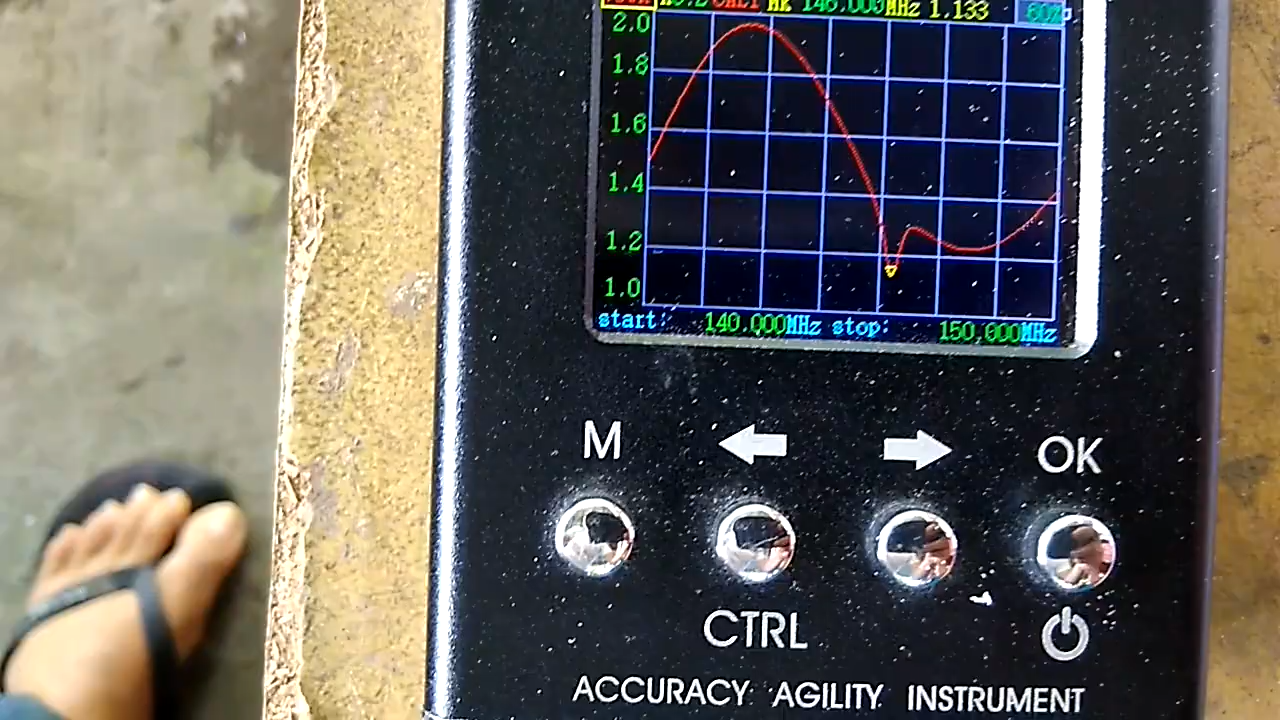 MK 146.000MHz 1.133
2.0
1.8
1.6
1.4
1.2
1.0
start: 140.000MHz stop: 150,000MHz
M OK
CTRL
ACCURACY AGILITY INSTRUMENT